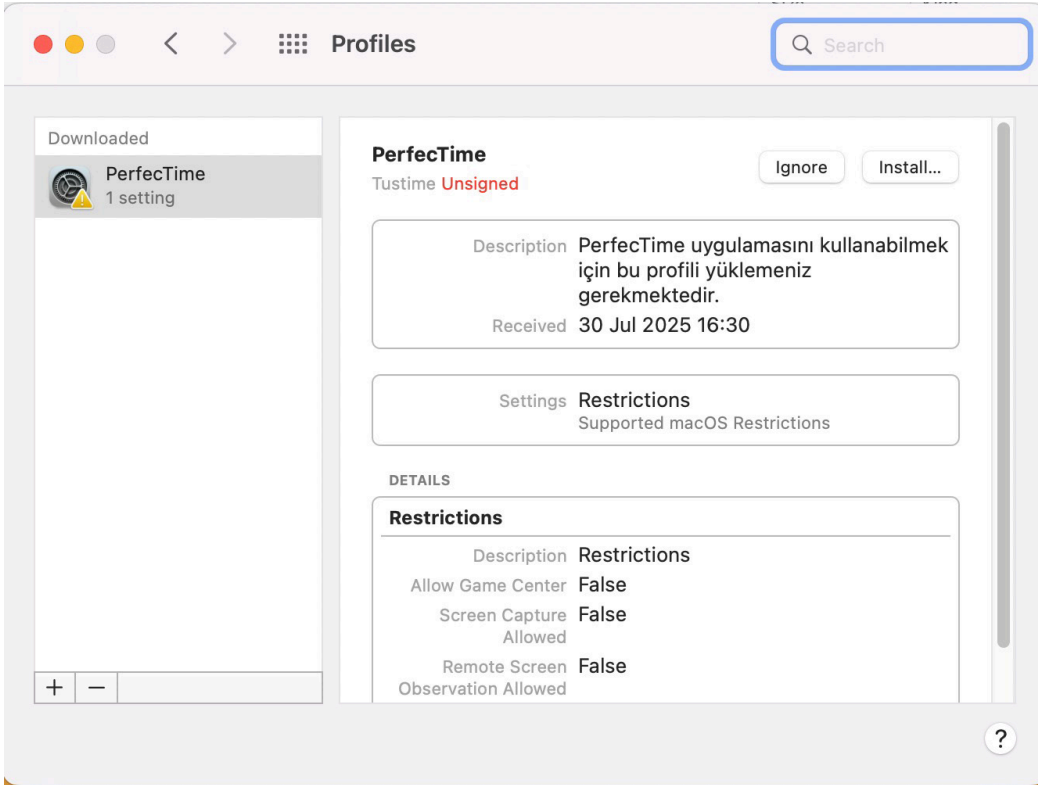 Profiles
Search
Downloaded
PerfecTime
1 setting
PerfecTime
Tustime Unsigned
Ignore
Install...
Description PerfecTime uygulamasını kullanabilmek
için bu profili yüklemeniz
gerekmektedir.
Received 30 Jul 2025 16:30
Settings Restrictions
Supported macOS Restrictions
DETAILS
Restrictions
Description Restrictions
Allow Game Center False
Screen Capture False
Allowed
Remote Screen False
Observation Allowed
+ −
?